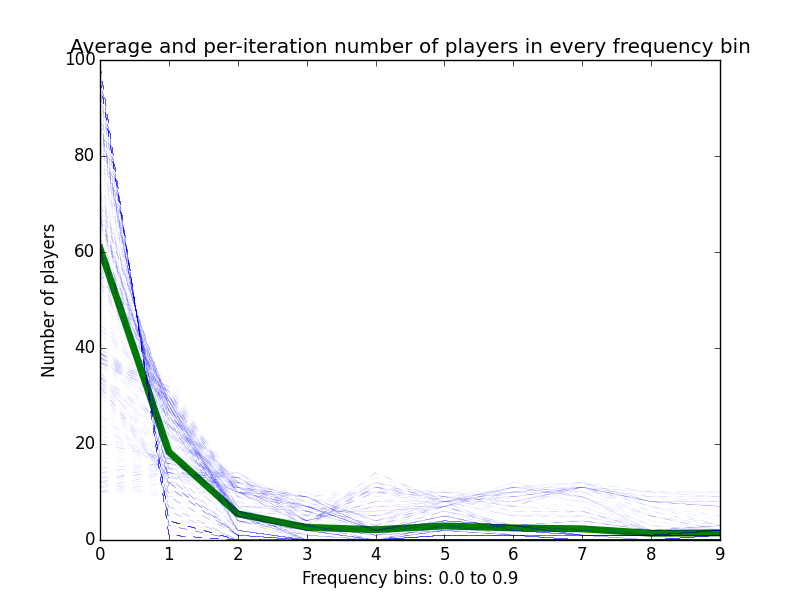 Average and per-iteration number of players in every frequency bin
100
80
60
40
20
0
Number of players
0 1 2 3 4 5 6 7 8 9
Frequency bins: 0.0 to 0.9